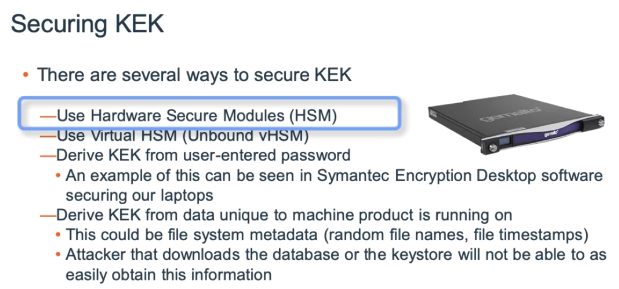 Securing KEK
• There are several ways to secure KEK
—Use Hardware Secure Modules (HSM)
—Use Virtual HSM (Unbound vHSM)
—Derive KEK from user-entered password
• An example of this can be seen in Symantec Encryption Desktop software
securing our laptops
—Derive KEK from data unique to machine product is running on
• This could be file system metadata (random file names, file timestamps)
• Attacker that downloads the database or the keystore will not be able to as
easily obtain this information
gemalto